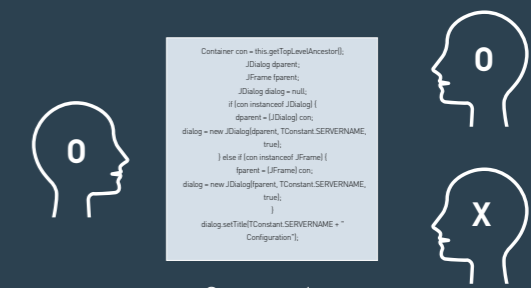 O
Container con = this.getTopLevelAncestor();
JDialog dparent;
JFrame fparent;
JDialog dialog = null;
if (con instanceof JDialog) {
dparent = (JDialog) con;
dialog = new JDialog(dparent, TConstant.SERVERNAME,
true);
} else if (con instanceof JFrame) {
fparent = (JFrame) con;
dialog = new JDialog(fparent, TConstant.SERVERNAME,
true);
}
dialog.setTitle(TConstant.SERVERNAME + "
Configuration");
O
X